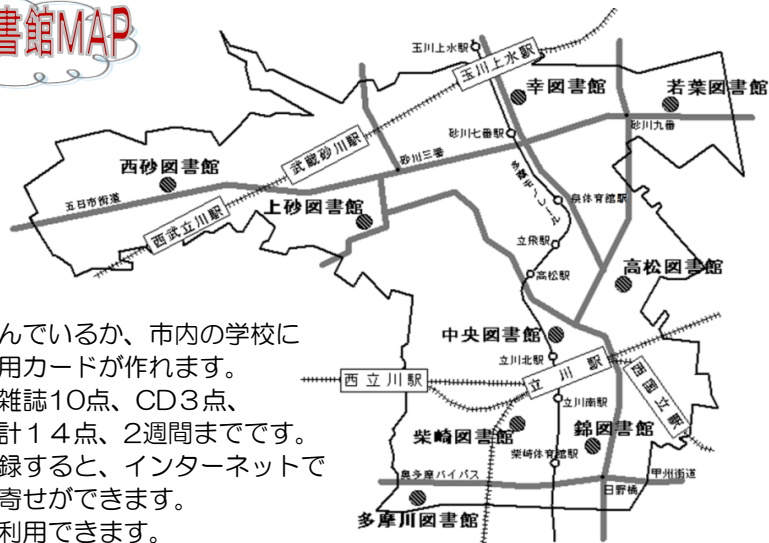 書館MAP
玉川上水駅
玉川上水駅
幸図書館
若葉図書館
砂川七番駅
砂川九番
武蔵砂川駅
砂川三番
西砂図書館
多摩モノレール
五日市街道
上砂図書館
泉体育館駅
西武立川駅
立飛駅
高松図書館
高松駅
んでいるか、市内の学校に
用カードが作れます。
雑誌10点、CD3点、
計14点、2週間までです。
録すると、インターネットで
寄せができます。
利用できます。
中央図書館
立川北駅
西立川駅
立川駅
西国立駅
立川南駅
柴崎図書館
錦図書館
柴崎体育館駅
奥多摩バイパス
甲州街道
日野橋
多摩川図書館